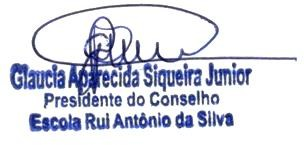 Glaucia Aparecida Siqueira Junior
Presidente do Conselho
Escola Rui Antônio da Silva